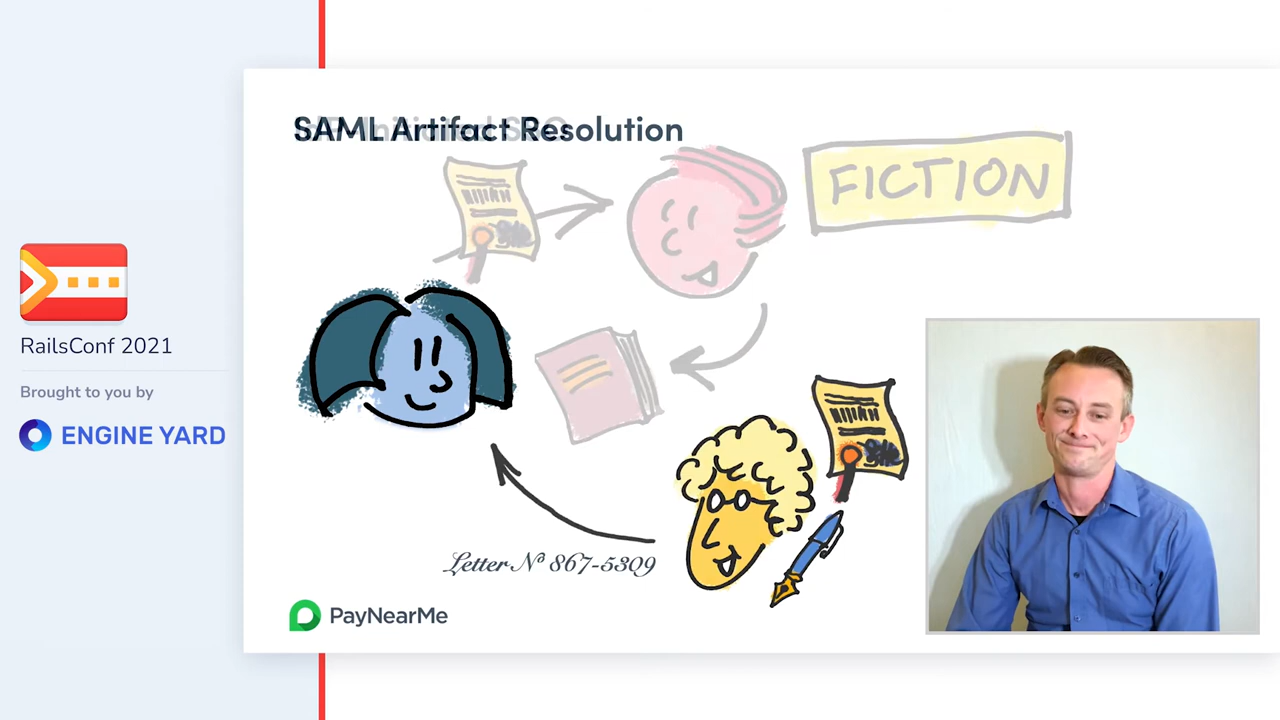 SAML Artifact Resolution
FICTION
RailsConf 2021
Brought to you by
ENGINE YARD
Letter Nº 867-5309
PayNearMe